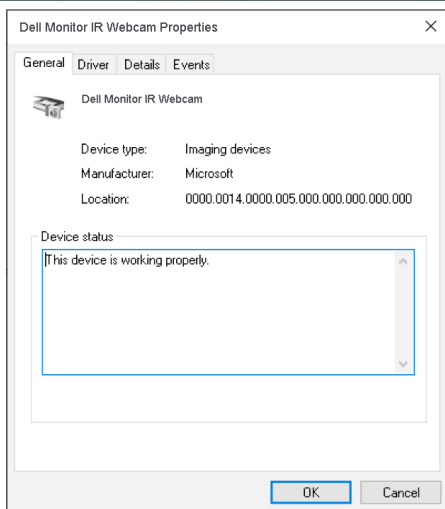 Dell Monitor IR Webcam Properties
General Driver Details Events
Dell Monitor IR Webcam
Device type: Imaging devices
Manufacturer: Microsoft
Location: 0000.0014.0000.005.000.000.000.000.000
Device status
This device is working properly.
OK Cancel